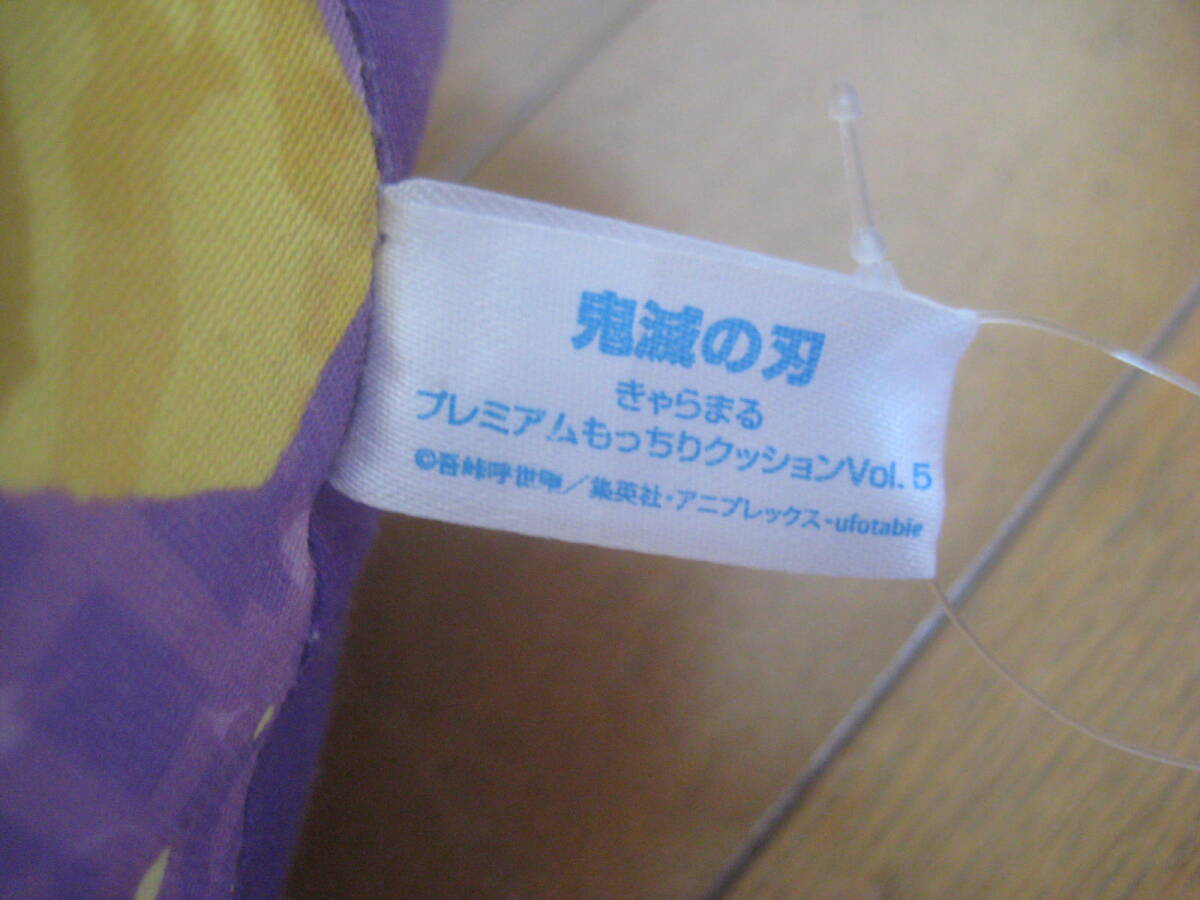 鬼滅の刃
きゃらまる
プレミアムもっちりクッションVol.5
©吾峠呼世晴／集英社・アニプレックス・ufotable